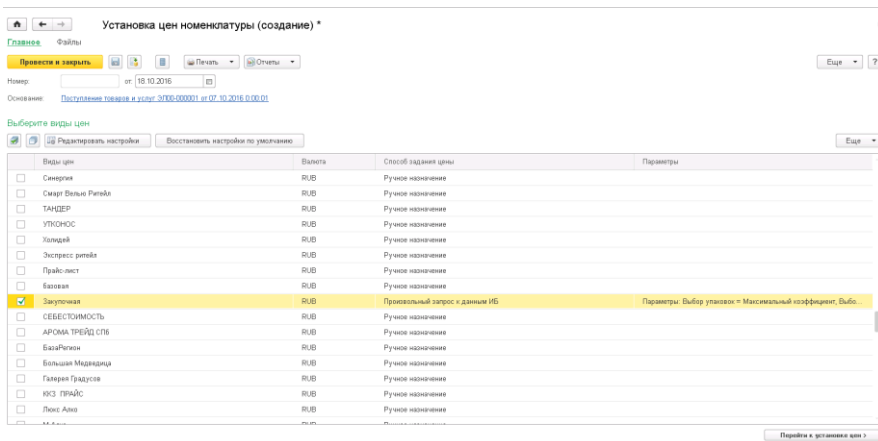 Установка цен номенклатуры (создание) *
Главное Файлы
Провести и закрыть Печать Отчеты Еще ?
Номер: от: 18.10.2016
Основание: Поступление товаров и услуг ЭЛ00-000001 от 07.10.2016 0:00:01
Выберите виды цен
Редактировать настройки Восстановить настройки по умолчанию Еще
Виды цен Валюта Способ задания цены Параметры
Синергия RUB Ручное назначение
Смарт Велью Ритейл RUB Ручное назначение
ТАНДЕР RUB Ручное назначение
УТКОНОС RUB Ручное назначение
Холидей RUB Ручное назначение
Экспресс ритейл RUB Ручное назначение
Прайс-лист RUB Ручное назначение
Базовая RUB Ручное назначение
Закупочная RUB Произвольный запрос к данным ИБ Параметры: Выбор упаковок = Максимальный коэффициент, Выбо...
СЕБЕСТОИМОСТЬ RUB Ручное назначение
АРОМА ТРЕЙД СПб RUB Ручное назначение
БазаРегион RUB Ручное назначение
Большая Медведица RUB Ручное назначение
Галерея Градусов RUB Ручное назначение
ККЗ ПРАЙС RUB Ручное назначение
Люкс Алко RUB Ручное назначение
RUB Ручное назначение
Перейти к установке цен >